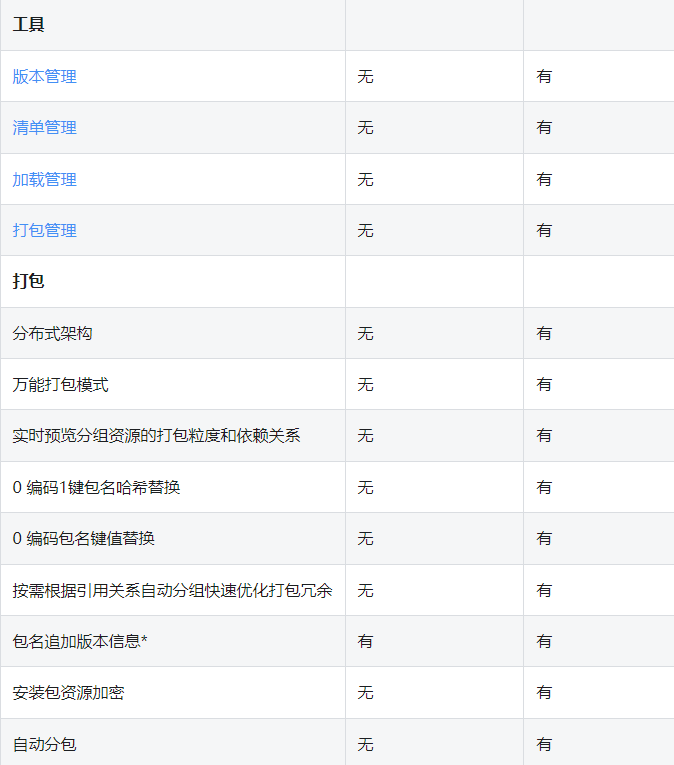 工具
版本管理 无 有
清单管理 无 有
加载管理 无 有
打包管理 无 有
打包
分布式架构 无 有
万能打包模式 无 有
实时预览分组资源的打包粒度和依赖关系 无 有
0 编码1键包名哈希替换 无 有
0 编码包名键值替换 无 有
按需根据引用关系自动分组快速优化打包冗余 无 有
包名追加版本信息* 有 有
安装包资源加密 无 有
自动分包 无 有